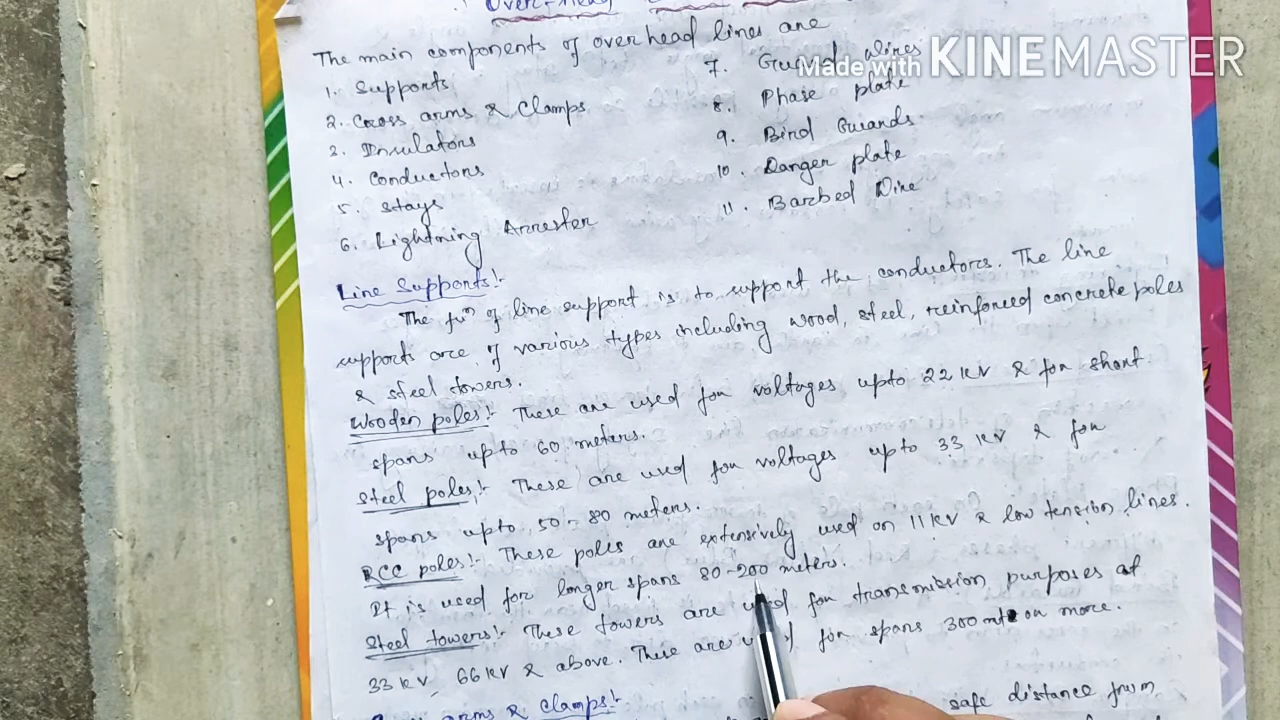 Over-Head
The main components of overhead lines are
1. Supports
2. Cross arms & Clamps
3. Insulators
4. Conductors
5. Stays
6. Lightning Arrester
7. Guard wires
8. Phase plate
9. Bird Guards
10. Danger plate
11. Barbed Wire
Made with KINEMASTER
Line Supports!-
The fun of line support is to support the conductors. The line
supports are of various types including wood, steel, reinforced concrete poles
& steel towers.
Wooden poles!- These are used for voltages upto 22 KV & for short
spans upto 60 meters.
Steel poles!- These are used for voltages upto 33 KV & for
spans upto 50-80 meters.
RCC poles!- These poles are extensively used on 11 KV & low tension lines.
It is used for longer spans 80-200 meters.
Steel towers!- These towers are used for transmission purposes at
33 KV, 66 KV & above. These are used for spans 300 mt on more.
arms & Clamps!- safe distance from